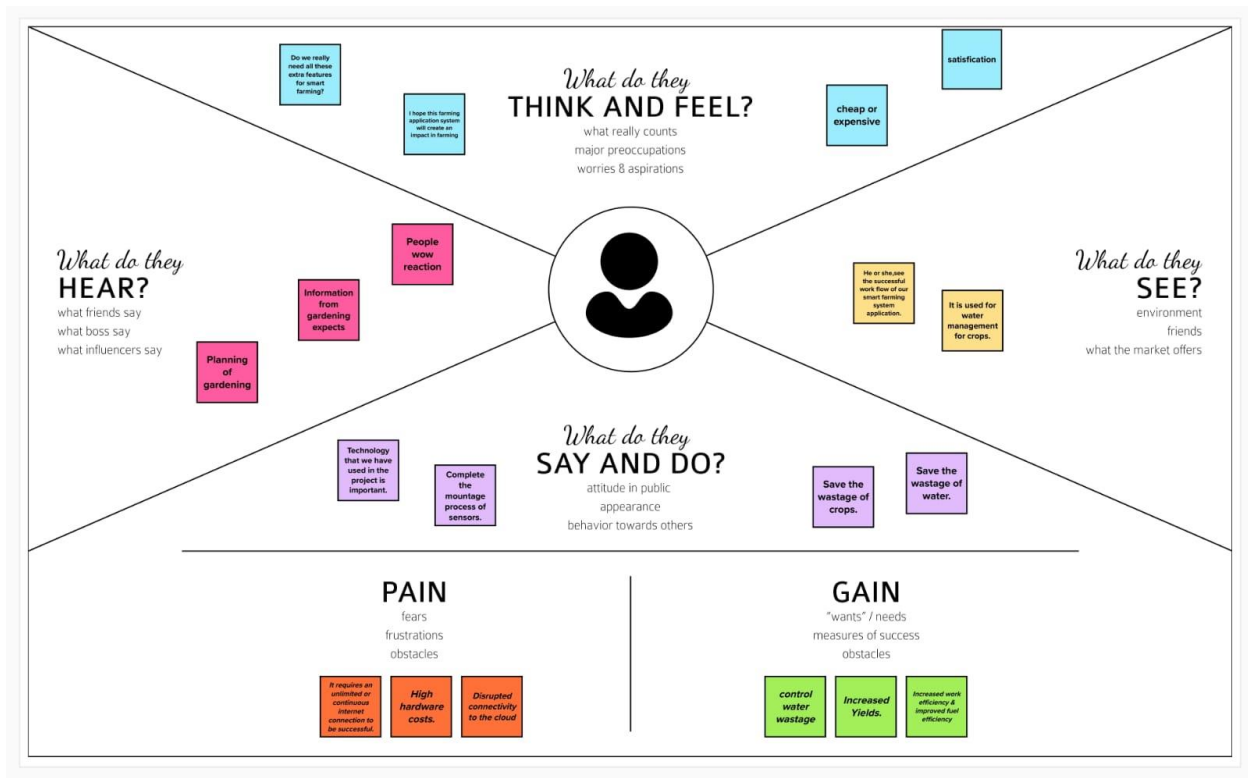 Do we really
need all these
extra features
for smart
farming?
I hope this farming
application system
will create an
impact in farming
What do they
THINK AND FEEL?
what really counts
major preoccupations
worries & aspirations
cheap or
expensive
satisfication
What do they
HEAR?
what friends say
what boss say
what influencers say
People
wow
reaction
Information
from
gardening
expects
Planning
of
gardening
He or she,see
the successful
work flow of our
smart farming
system
application.
It is used for
water
management
for crops.
What do they
SEE?
environment
friends
what the market offers
Technology
that we have
used in the
project is
important.
Complete
the
mountage
process of
sensors.
What do they
SAY AND DO?
attitude in public
appearance
behavior towards others
Save the
wastage of
crops.
Save the
wastage of
water.
PAIN
fears
frustrations
obstacles
It requires an
unlimited or
continuous
internet
connection to
be successful.
High
hardware
costs.
Disrupted
connectivity
to the cloud
GAIN
"wants" / needs
measures of success
obstacles
control
water
wastage
Increased
Yields.
Increased work
efficiency &
improved fuel
efficiency